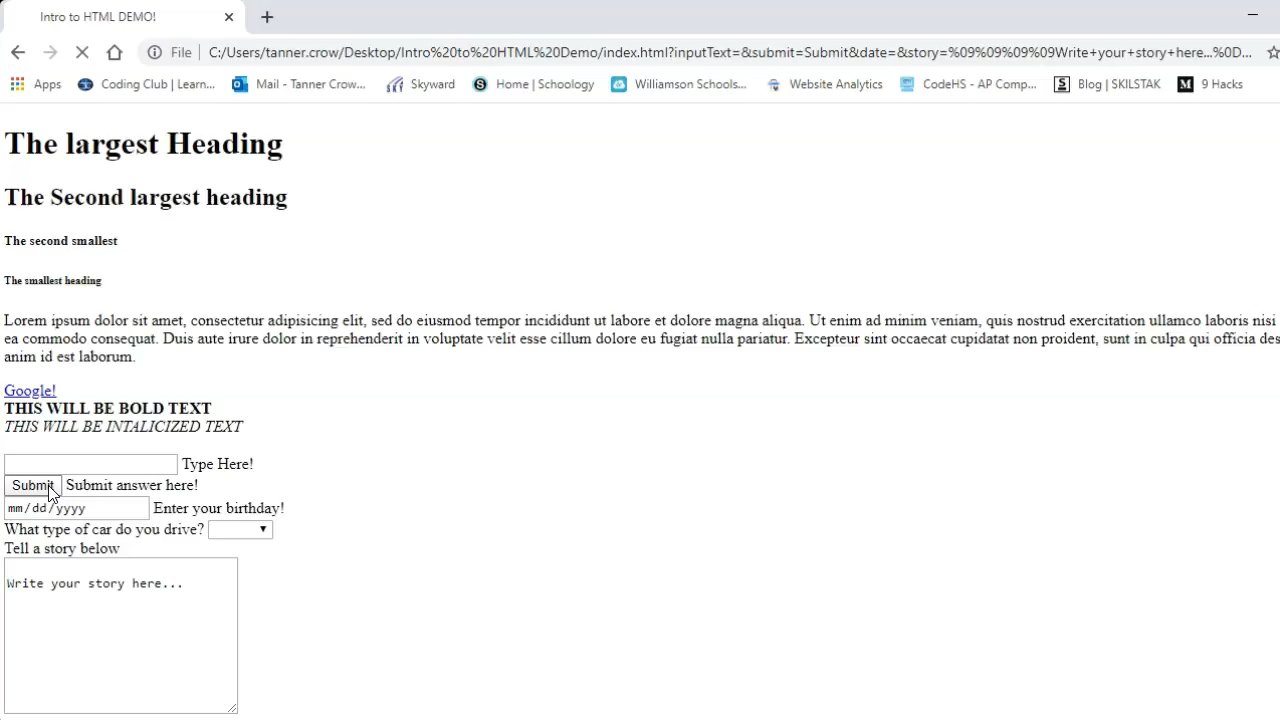 Intro to HTML DEMO!
File C:/Users/tanner.crow/Desktop/Intro%20to%20HTML%20Demo/index.html?inputText=&submit=Submit&date=&story=%09%09%09%09Write+your+story+here...%0D...
Apps Coding Club | Learn... Mail - Tanner Crow... Skyward Home | Schoology Williamson Schools... Website Analytics CodeHS - AP Comp... Blog | SKILSTAK 9 Hacks
The largest Heading
The Second largest heading
The second smallest
The smallest heading
Lorem ipsum dolor sit amet, consectetur adipisicing elit, sed do eiusmod tempor incididunt ut labore et dolore magna aliqua. Ut enim ad minim veniam, quis nostrud exercitation ullamco laboris nisi
ea commodo consequat. Duis aute irure dolor in reprehenderit in voluptate velit esse cillum dolore eu fugiat nulla pariatur. Excepteur sint occaecat cupidatat non proident, sunt in culpa qui officia des
anim id est laborum.
Google!
THIS WILL BE BOLD TEXT
THIS WILL BE INTALICIZED TEXT
Type Here!
Submit Submit answer here!
mm/dd/yyyy Enter your birthday!
What type of car do you drive?
Tell a story below
Write your story here...